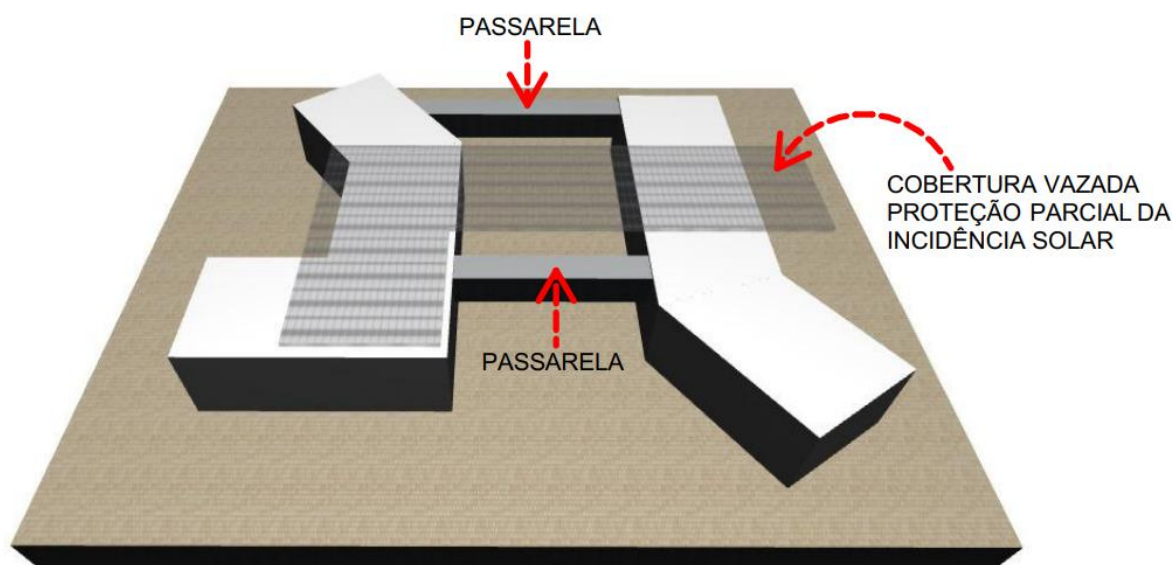 PASSARELA
COBERTURA VAZADA
PROTEÇÃO PARCIAL DA
INCIDÊNCIA SOLAR
PASSARELA